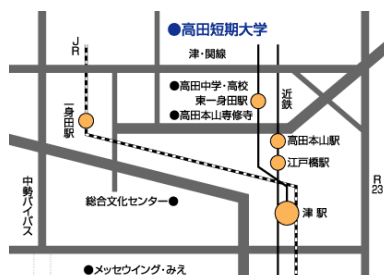 ●高田短期大学
JR
津・関線
近鉄
●高田中学・高校
東一身田駅
●高田本山専修寺
一身田駅
高田本山駅
江戸橋駅
中勢バイパス
R23
総合文化センター●
津駅
●メッセウイング・みえ